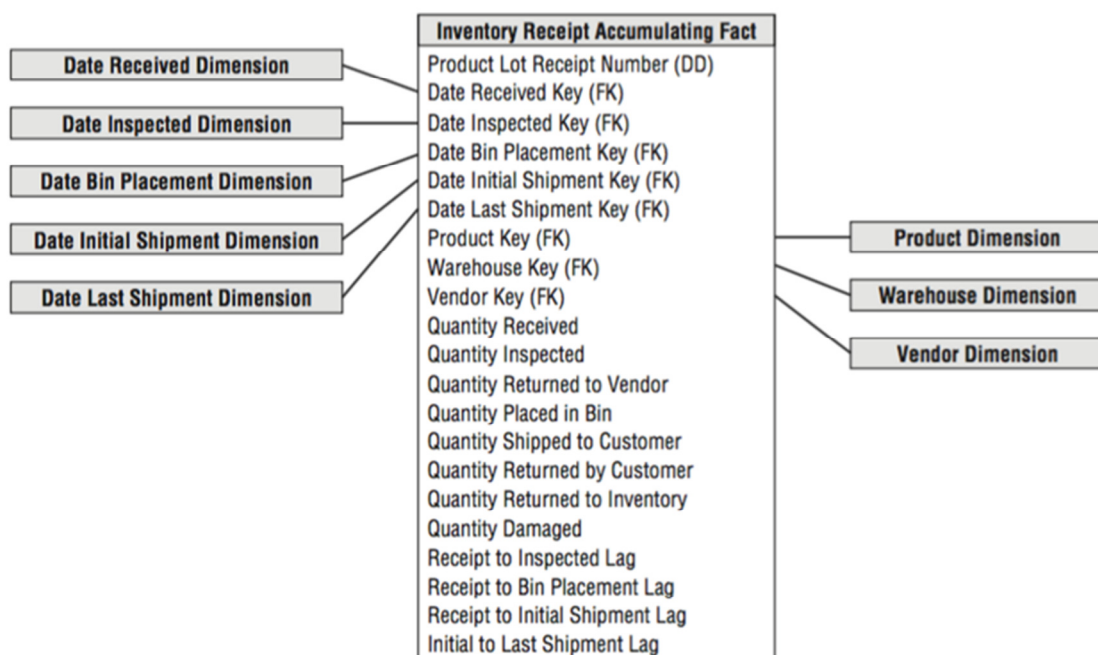 Inventory Receipt Accumulating Fact
Product Lot Receipt Number (DD)
Date Received Key (FK)
Date Inspected Key (FK)
Date Bin Placement Key (FK)
Date Initial Shipment Key (FK)
Date Last Shipment Key (FK)
Product Key (FK)
Warehouse Key (FK)
Vendor Key (FK)
Quantity Received
Quantity Inspected
Quantity Returned to Vendor
Quantity Placed in Bin
Quantity Shipped to Customer
Quantity Returned by Customer
Quantity Returned to Inventory
Quantity Damaged
Receipt to Inspected Lag
Receipt to Bin Placement Lag
Receipt to Initial Shipment Lag
Initial to Last Shipment Lag
Date Received Dimension
Date Inspected Dimension
Date Bin Placement Dimension
Date Initial Shipment Dimension
Date Last Shipment Dimension
Product Dimension
Warehouse Dimension
Vendor Dimension